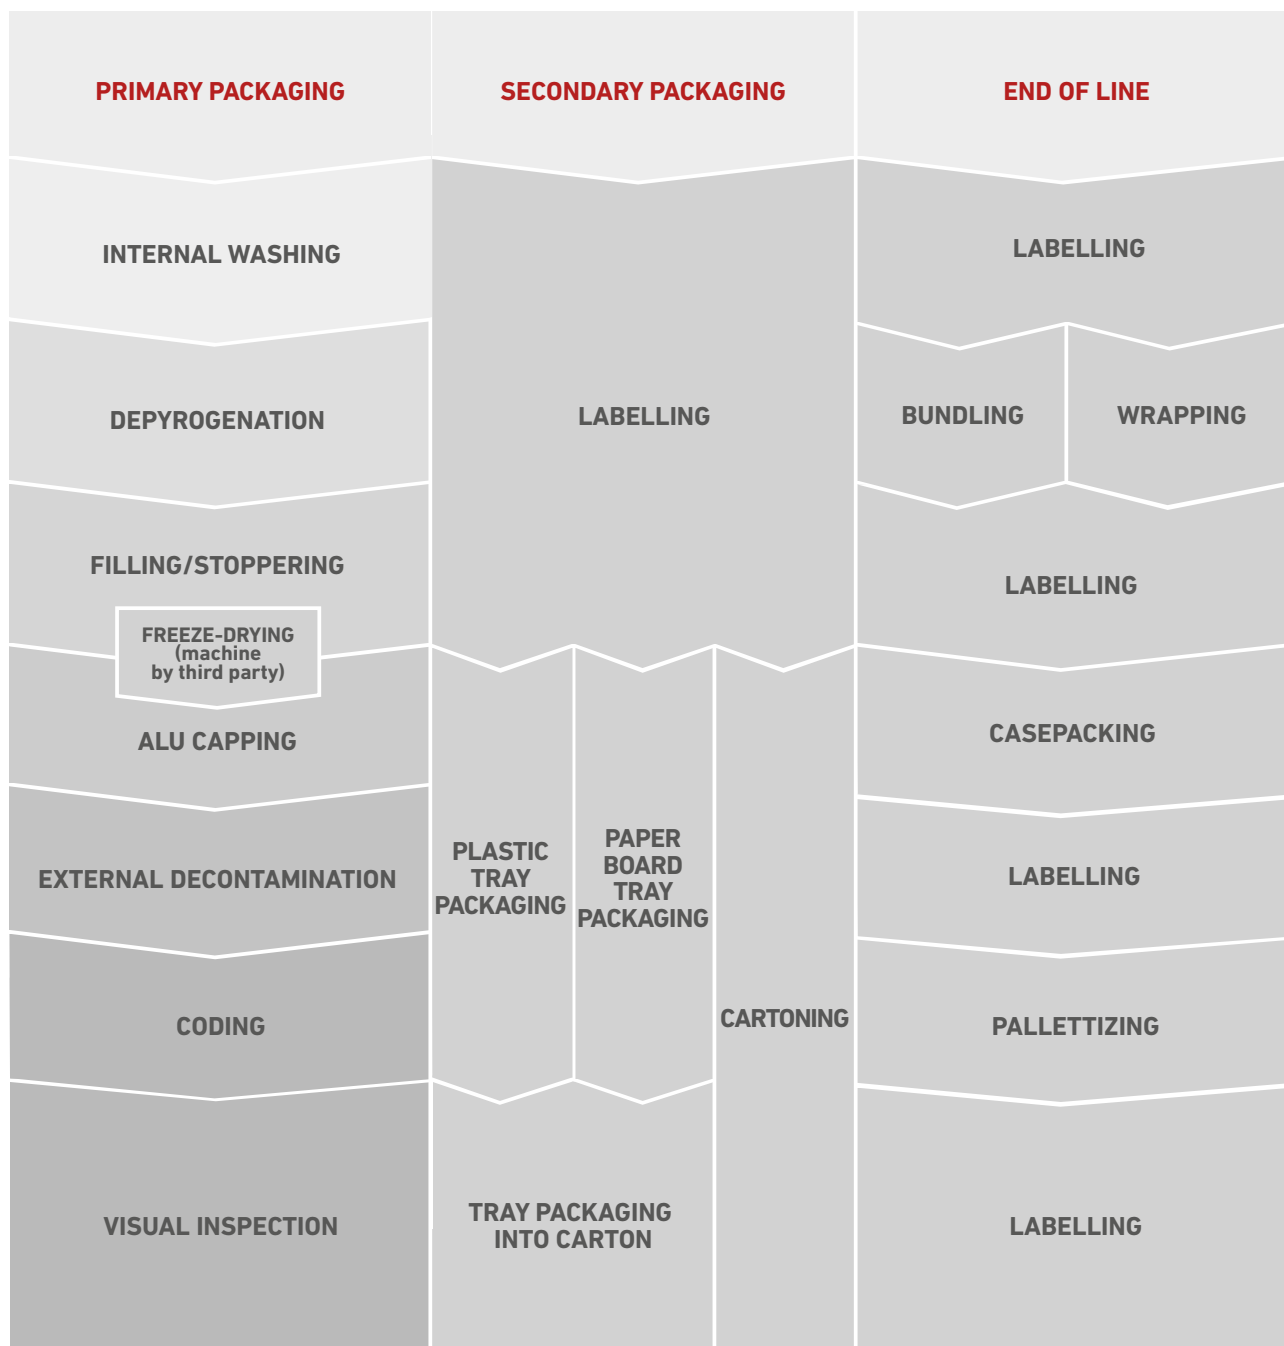 PRIMARY PACKAGING
INTERNAL WASHING
DEPYROGENATION
FILLING/STOPPERING
FREEZE-DRYING
(machine
by third party)
ALU CAPPING
EXTERNAL DECONTAMINATION
CODING
VISUAL INSPECTION
SECONDARY PACKAGING
LABELLING
PLASTIC
TRAY
PACKAGING
PAPER
BOARD
TRAY
PACKAGING
CARTONING
TRAY PACKAGING
INTO CARTON
END OF LINE
LABELLING
BUNDLING
WRAPPING
LABELLING
CASEPACKING
LABELLING
PALLETTIZING
LABELLING